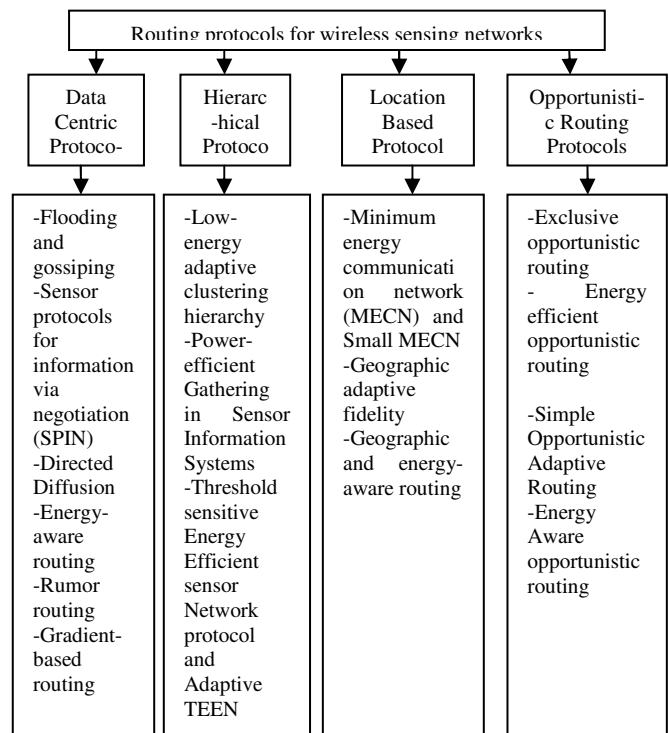 Routing protocols for wireless sensing networks
Data
Centric
Protoco-
Hierarc
-hical
Protoco
Location
Based
Protocol
Opportunisti-
c Routing
Protocols
-Flooding
and
gossiping
-Sensor
protocols
for
information
via
negotiation
(SPIN)
-Directed
Diffusion
-Energy-
aware
routing
-Rumor
routing
-Gradient-
based
routing
-Low-
energy
adaptive
clustering
hierarchy
-Power-
efficient
Gathering
in Sensor
Information
Systems
-Threshold
sensitive
Energy
Efficient
sensor
Network
protocol
and
Adaptive
TEEN
-Minimum
energy
communicati
on network
(MECN) and
Small MECN
-Geographic
adaptive
fidelity
-Geographic
and energy-
aware routing
-Exclusive
opportunistic
routing
- Energy
efficient
opportunistic
routing
-Simple
Opportunistic
Adaptive
Routing
-Energy
Aware
opportunistic
routing